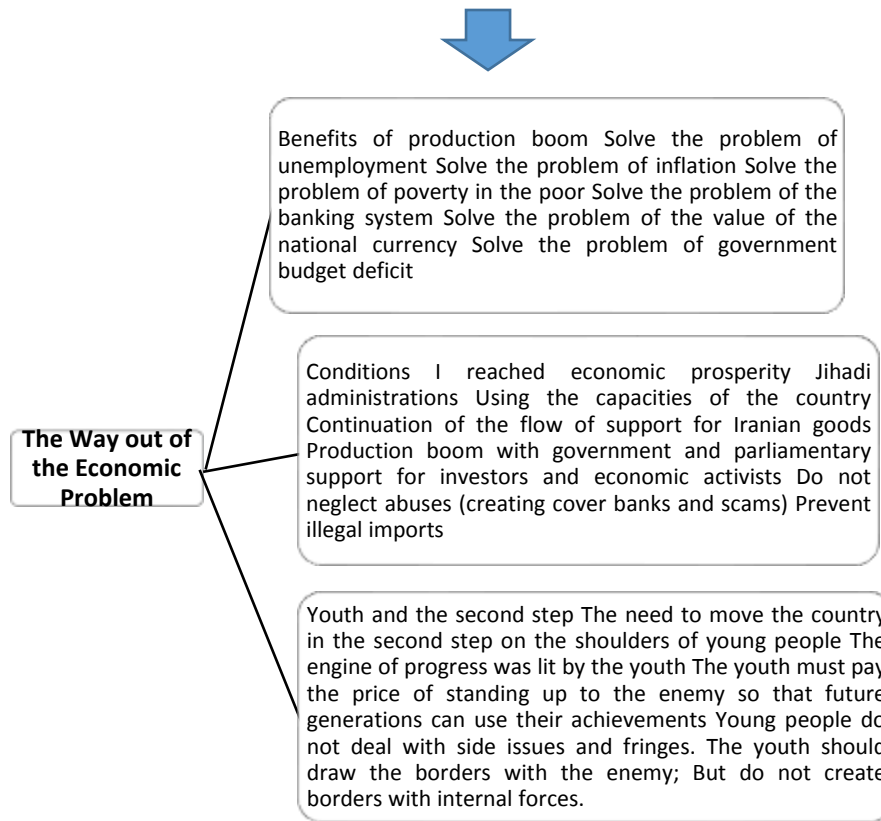 Benefits of production boom Solve the problem of
unemployment Solve the problem of inflation Solve the
problem of poverty in the poor Solve the problem of the
banking system Solve the problem of the value of the
national currency Solve the problem of government
budget deficit
The Way out of
the Economic
Problem
Conditions I reached economic prosperity Jihadi
administrations Using the capacities of the country
Continuation of the flow of support for Iranian goods
Production boom with government and parliamentary
support for investors and economic activists Do not
neglect abuses (creating cover banks and scams) Prevent
illegal imports
Youth and the second step The need to move the country
in the second step on the shoulders of young people The
engine of progress was lit by the youth The youth must pay
the price of standing up to the enemy so that future
generations can use their achievements Young people do
not deal with side issues and fringes. The youth should
draw the borders with the enemy; But do not create
borders with internal forces.